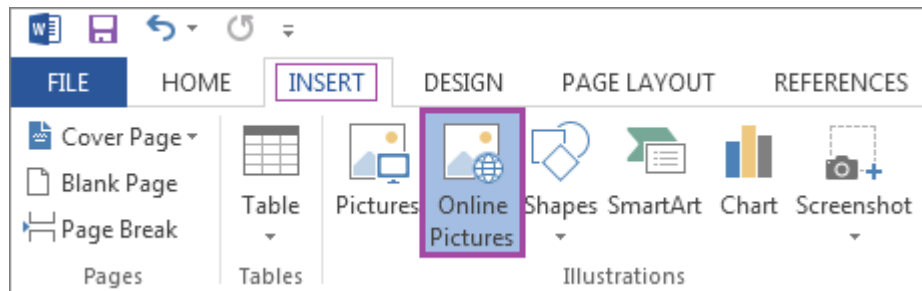 FILE HOME INSERT DESIGN PAGE LAYOUT REFERENCES
Cover Page
Blank Page
Page Break
Pages
Table
Tables
Pictures
Online
Pictures
Shapes
SmartArt
Chart
Screenshot
Illustrations